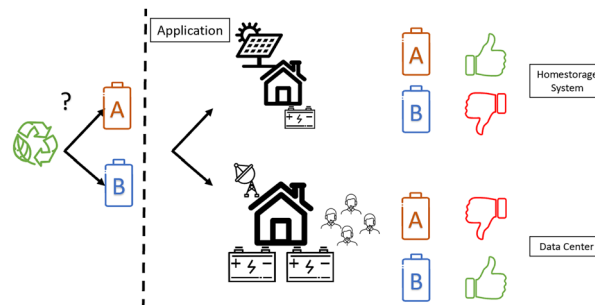 Application
?
A
B
A
B
Homestorage
System
A
B
Data Center